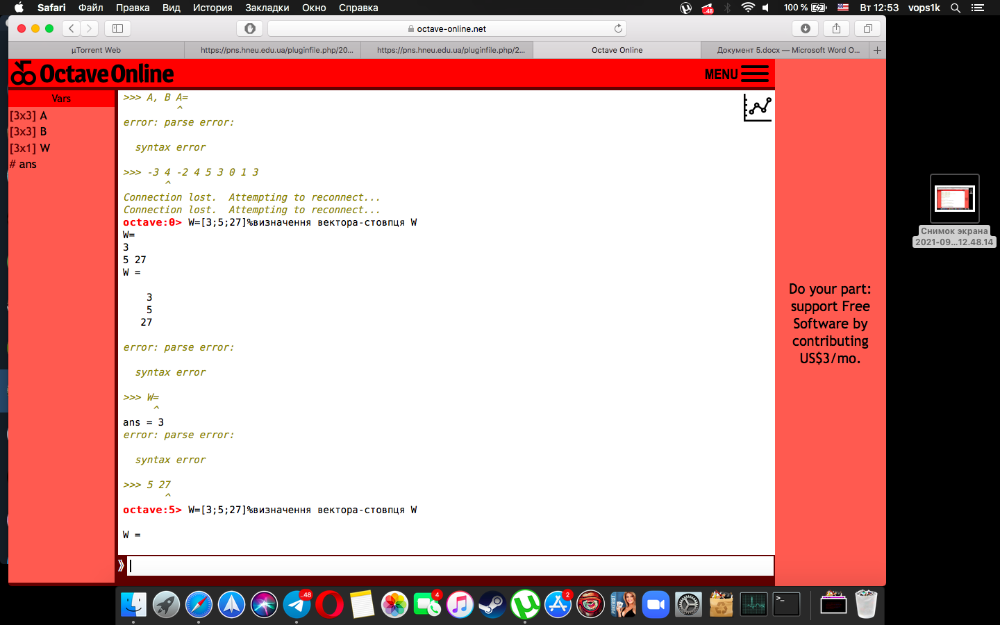 Safari Файл Правка Вид История Закладки Окно Справка 48 100 % Вт 12:53 vops1k
octave-online.net
µTorrent Web https://pns.hneu.edu.ua/pluginfile.php/20... https://pns.hneu.edu.ua/pluginfile.php/2... Octave Online Документ 5.docx — Microsoft Word O... +
Octave Online MENU
Vars
[3x3] A
[3x3] B
[3x1] W
# ans
>>> A, B A=
^
error: parse error:
syntax error
>>> -3 4 -2 4 5 3 0 1 3
^
Connection lost. Attempting to reconnect...
Connection lost. Attempting to reconnect...
octave:0> W=[3;5;27]%визначення вектора-стовпця W
W=
3
5 27
W =
3
5
27
error: parse error:
syntax error
>>> W=
^
ans = 3
error: parse error:
syntax error
>>> 5 27
^
octave:5> W=[3;5;27]%визначення вектора-стовпця W
W =
Do your part:
support Free
Software by
contributing
US$3/mo.
Снимок экрана
2021-09...12.48.14
..48 4 2